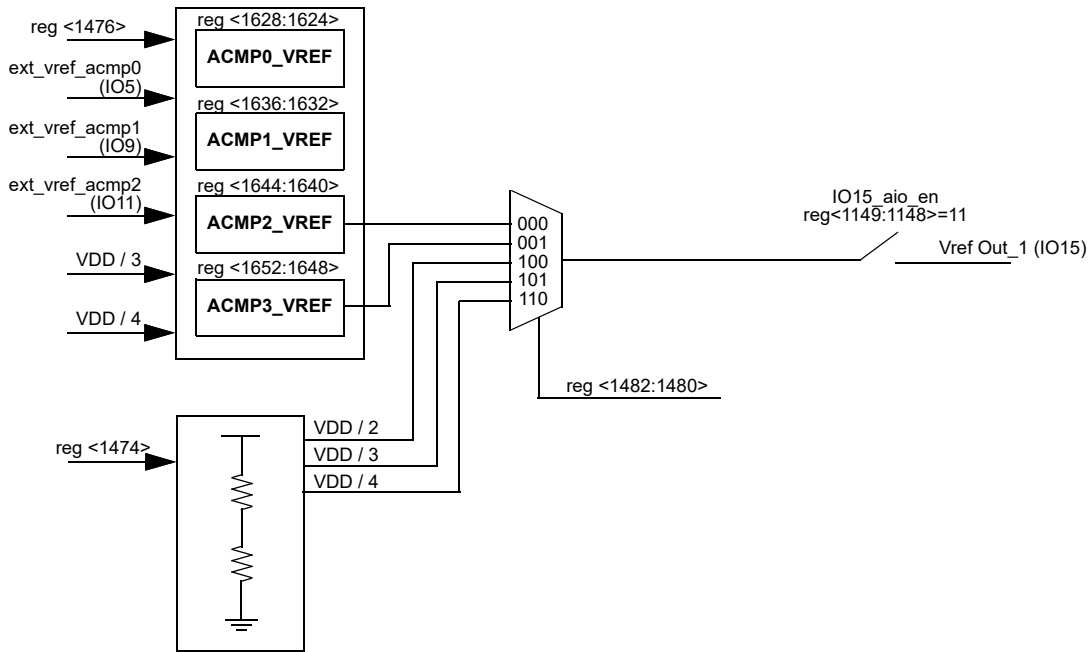 reg <1476>
ext_vref_acmp0
(IO5)
ext_vref_acmp1
(IO9)
ext_vref_acmp2
(IO11)
VDD / 3
VDD / 4
reg <1628:1624>
ACMP0_VREF
reg <1636:1632>
ACMP1_VREF
reg <1644:1640>
ACMP2_VREF
reg <1652:1648>
ACMP3_VREF
000
001
100
101
110
IO15_aio_en
reg<1149:1148>=11
Vref Out_1 (IO15)
reg <1482:1480>
reg <1474>
VDD / 2
VDD / 3
VDD / 4